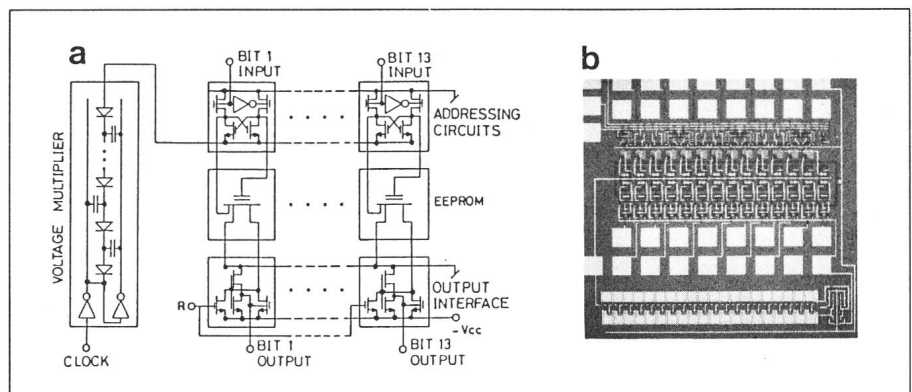 a
b
BIT 1
INPUT
BIT 13
INPUT
ADDRESSING
CIRCUITS
VOLTAGE MULTIPLIER
EEPROM
OUTPUT
INTERFACE
R
-Vcc
CLOCK
BIT 1
OUTPUT
BIT 13
OUTPUT